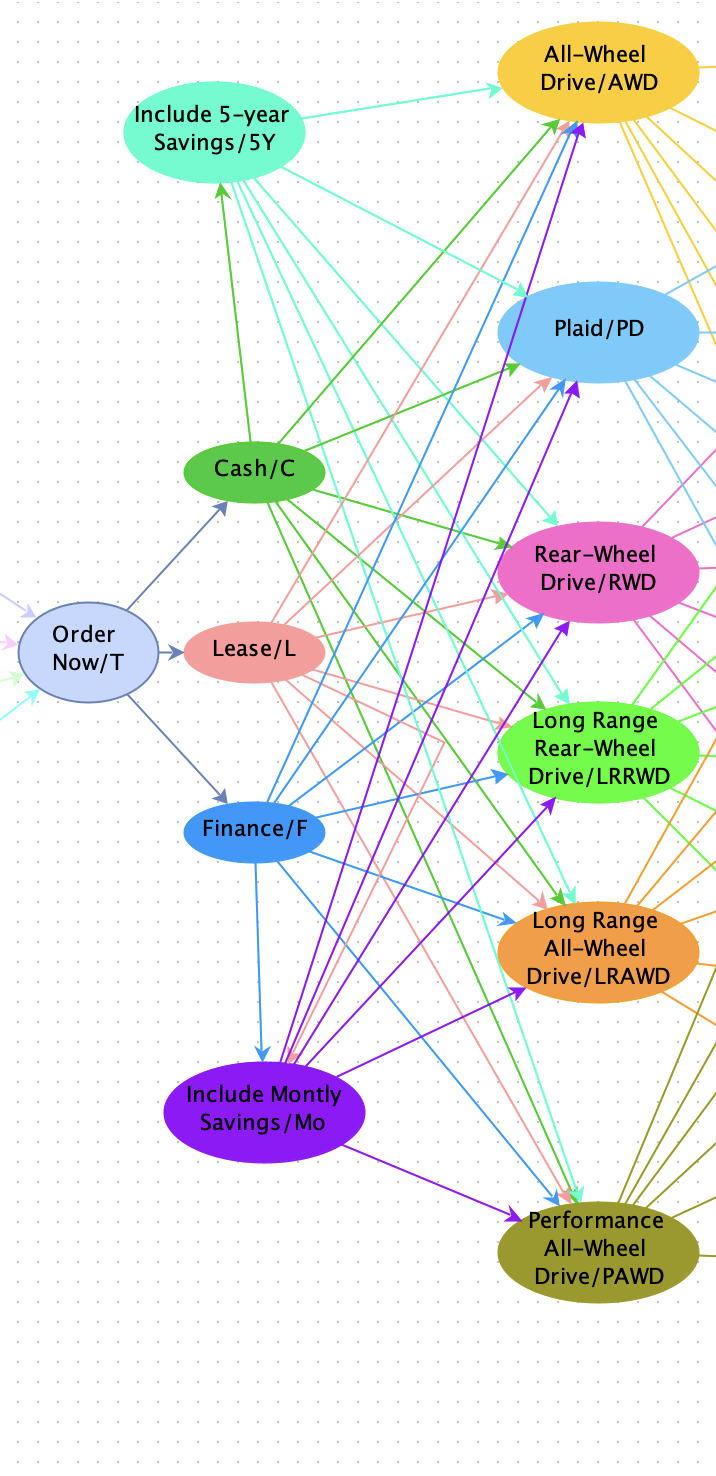 All-Wheel
Drive/AWD
Include 5-year
Savings/5Y
Plaid/PD
Cash/C
Rear-Wheel
Drive/RWD
Order
Now/T
Lease/L
Long Range
Rear-Wheel
Drive/LRRWD
Finance/F
Long Range
All-Wheel
Drive/LRAWD
Include Montly
Savings/Mo
Performance
All-Wheel
Drive/PAWD